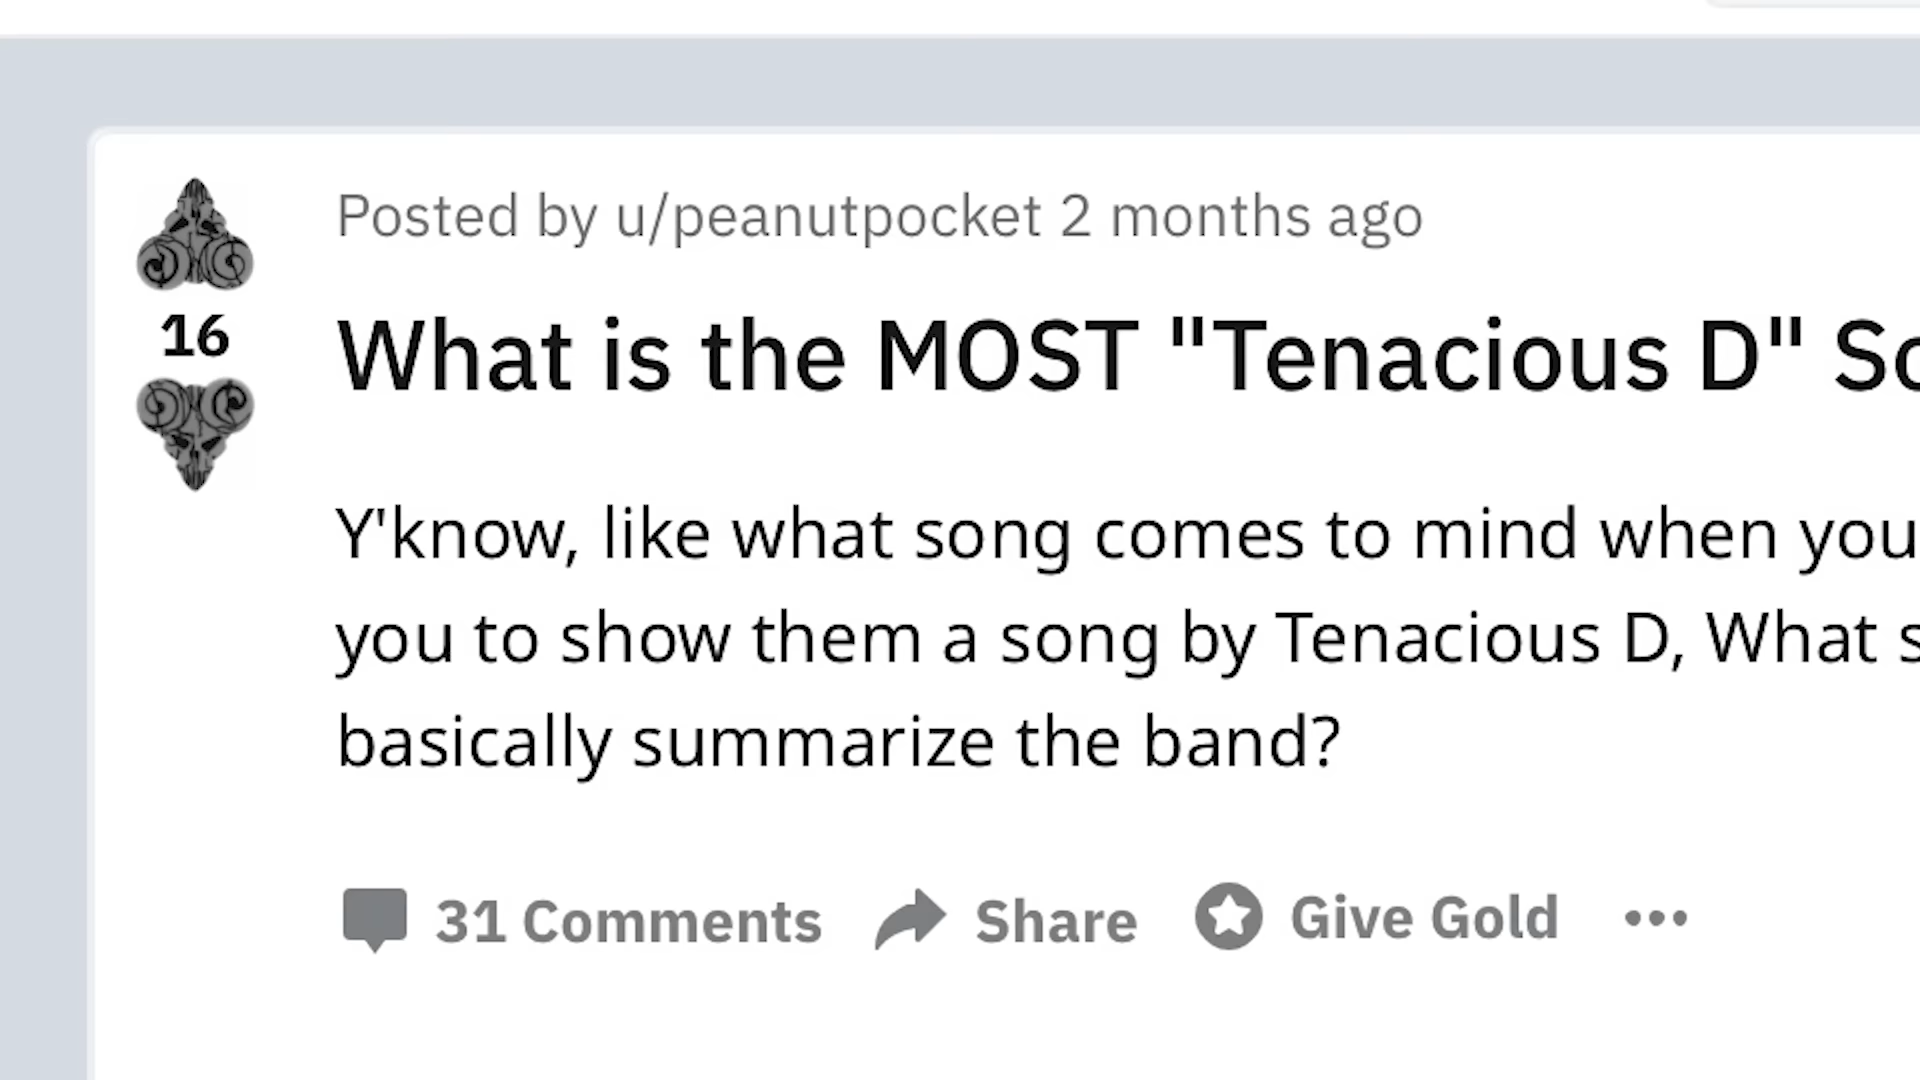 Posted by u/peanutpocket 2 months ago
16
What is the MOST "Tenacious D"
Y'know, like what song comes to mind when you
you to show them a song by Tenacious D, What
basically summarize the band?
31 Comments Share Give Gold